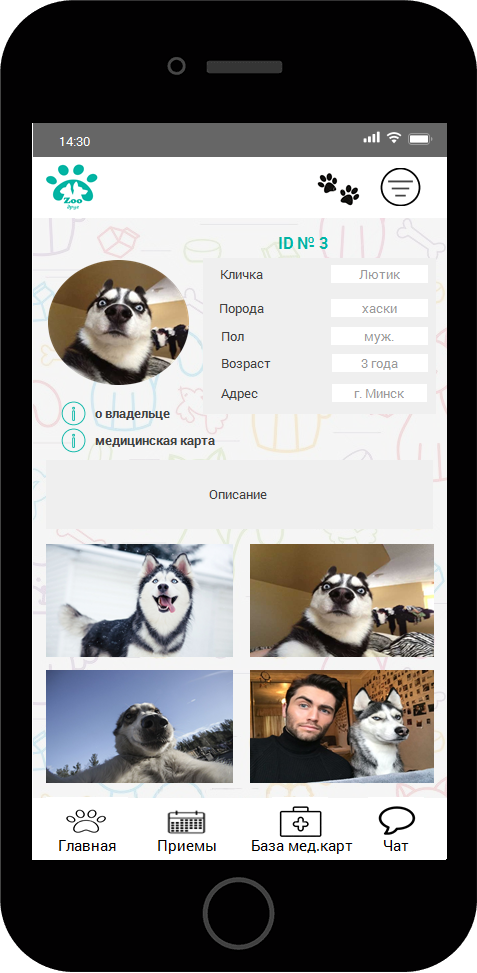 14:30
Zoo
друг
ID № 3
Кличка Лютик
Порода хаски
Пол муж.
Возраст 3 года
Адрес г. Минск
о владельце
медицинская карта
Описание
Главная Приемы База мед.карт Чат